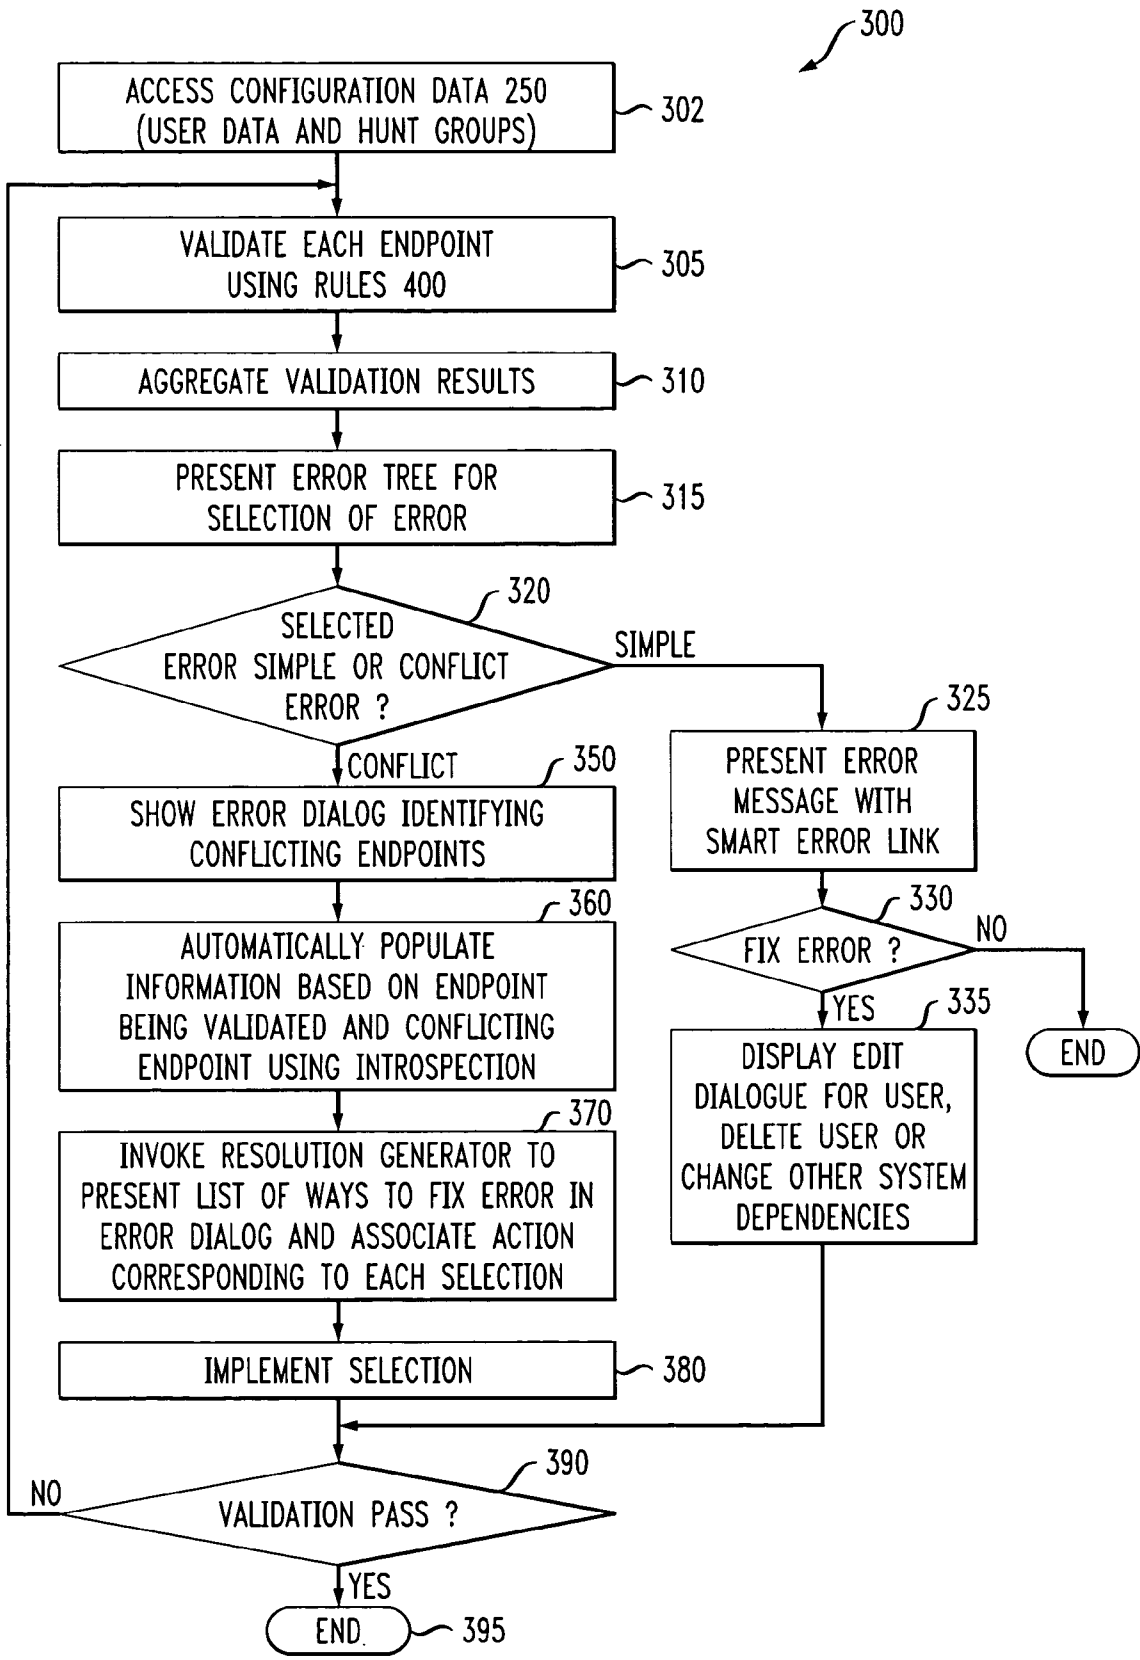 300
ACCESS CONFIGURATION DATA 250
(USER DATA AND HUNT GROUPS)
302
VALIDATE EACH ENDPOINT
USING RULES 400
305
AGGREGATE VALIDATION RESULTS
310
PRESENT ERROR TREE FOR
SELECTION OF ERROR
315
320
SELECTED
ERROR SIMPLE OR CONFLICT
ERROR ?
SIMPLE
CONFLICT
325
PRESENT ERROR
MESSAGE WITH
SMART ERROR LINK
330
FIX ERROR ?
NO
END
YES
335
DISPLAY EDIT
DIALOGUE FOR USER,
DELETE USER OR
CHANGE OTHER SYSTEM
DEPENDENCIES
350
SHOW ERROR DIALOG IDENTIFYING
CONFLICTING ENDPOINTS
360
AUTOMATICALLY POPULATE
INFORMATION BASED ON ENDPOINT
BEING VALIDATED AND CONFLICTING
ENDPOINT USING INTROSPECTION
370
INVOKE RESOLUTION GENERATOR TO
PRESENT LIST OF WAYS TO FIX ERROR IN
ERROR DIALOG AND ASSOCIATE ACTION
CORRESPONDING TO EACH SELECTION
IMPLEMENT SELECTION
380
390
NO
VALIDATION PASS ?
YES
END
395